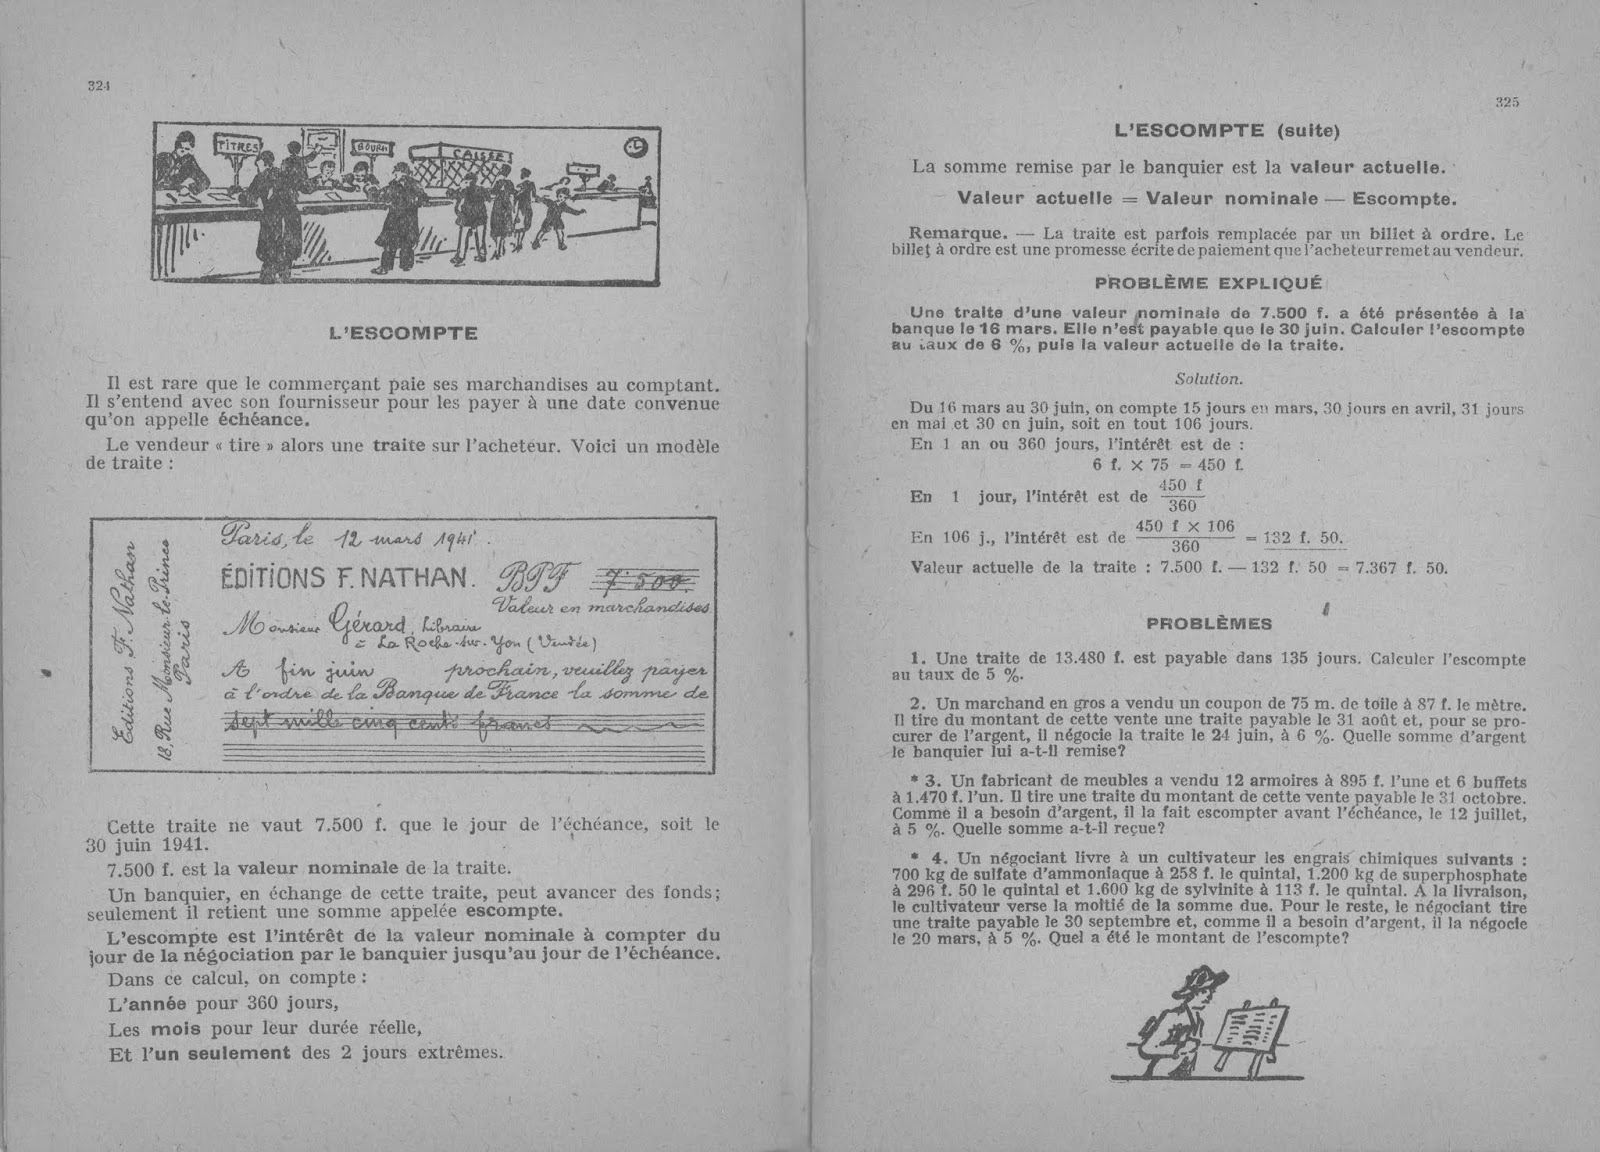 324
TITRES
BOURSE
CAISSE
L'ESCOMPTE
Il est rare que le commerçant paie ses marchandises au comptant.
Il s'entend avec son fournisseur pour les payer à une date convenue
qu'on appelle échéance.
Le vendeur « tire » alors une traite sur l'acheteur. Voici un modèle
de traite :
Editions F. Nathan
18, Rue Monsieur-le-Prince
Paris
Paris, le 12 mars 1941.
ÉDITIONS F. NATHAN. BPF 7.500
Valeur en marchandises
Monsieur Gérard, Libraire
à La Roche-sur-Yon (Vendée)
A fin juin prochain, veuillez payer
à l'ordre de la Banque de France la somme de
sept mille cinq cents francs
Cette traite ne vaut 7.500 f. que le jour de l'échéance, soit le
30 juin 1941.
7.500 f. est la valeur nominale de la traite.
Un banquier, en échange de cette traite, peut avancer des fonds;
seulement il retient une somme appelée escompte.
L'escompte est l'intérêt de la valeur nominale à compter du
jour de la négociation par le banquier jusqu'au jour de l'échéance.
Dans ce calcul, on compte :
L'année pour 360 jours,
Les mois pour leur durée réelle,
Et l'un seulement des 2 jours extrêmes.
325
L'ESCOMPTE (suite)
La somme remise par le banquier est la valeur actuelle.
Valeur actuelle = Valeur nominale — Escompte.
Remarque. — La traite est parfois remplacée par un billet à ordre. Le
billet à ordre est une promesse écrite de paiement que l'acheteur remet au vendeur.
PROBLÈME EXPLIQUÉ
Une traite d'une valeur nominale de 7.500 f. a été présentée à la
banque le 16 mars. Elle n'est payable que le 30 juin. Calculer l'escompte
au taux de 6 %, puis la valeur actuelle de la traite.
Solution.
Du 16 mars au 30 juin, on compte 15 jours en mars, 30 jours en avril, 31 jours
en mai et 30 en juin, soit en tout 106 jours.
En 1 an ou 360 jours, l'intérêt est de :
6 f. × 75 = 450 f.
En 1 jour, l'intérêt est de 450 f / 360
En 106 j., l'intérêt est de 450 f × 106 / 360 = 132 f. 50.
Valeur actuelle de la traite : 7.500 f. — 132 f. 50 = 7.367 f. 50.
PROBLÈMES
1. Une traite de 13.480 f. est payable dans 135 jours. Calculer l'escompte
au taux de 5 %.
2. Un marchand en gros a vendu un coupon de 75 m. de toile à 87 f. le mètre.
Il tire du montant de cette vente une traite payable le 31 août et, pour se pro-
curer de l'argent, il négocie la traite le 24 juin, à 6 %. Quelle somme d'argent
le banquier lui a-t-il remise?
* 3. Un fabricant de meubles a vendu 12 armoires à 895 f. l'une et 6 buffets
à 1.470 f. l'un. Il tire une traite du montant de cette vente payable le 31 octobre.
Comme il a besoin d'argent, il la fait escompter avant l'échéance, le 12 juillet,
à 5 %. Quelle somme a-t-il reçue?
* 4. Un négociant livre à un cultivateur les engrais chimiques suivants :
700 kg de sulfate d'ammoniaque à 258 f. le quintal, 1.200 kg de superphosphate
à 296 f. 50 le quintal et 1.600 kg de sylvinite à 113 f. le quintal. A la livraison,
le cultivateur verse la moitié de la somme due. Pour le reste, le négociant tire
une traite payable le 30 septembre et, comme il a besoin d'argent, il la négocie
le 20 mars, à 5 %. Quel a été le montant de l'escompte?